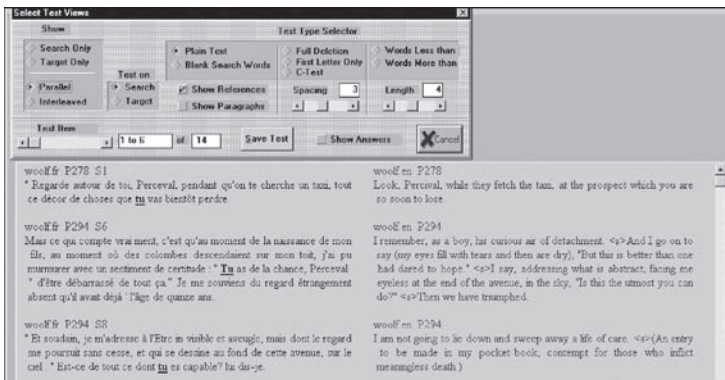 Select Test Views
Show
Test Type Selector
Search Only
Target Only
Parallel
Interleaved
Test on
Search
Target
Plain Text
Blank Search Words
Show References
Show Paragraphs
Full Deletion
First Letter Only
C-Test
Spacing 3
Words Less than
Words More than
Length 4
Test Item
1 to 6 of 14
Save Test
Show Answers
Cancel
woolf.fr P278 S1
" Regarde autour de toi, Perceval, pendant qu'on te cherche un taxi, tout
ce décor de choses que tu vas bientôt perdre.
woolf.fr P294 S6
Mais ce qui compte vrai ment, c'est qu'au moment de la naissance de mon
fils, au moment où des colombes descendaient sur mon toit, j'ai pu
murmurer avec un sentiment de certitude : " Tu as de la chance, Perceval
" d'être débarrassé de tout ça." Je me souviens du regard étrangement
absent qu'il avait déjà ' l'âge de quinze ans.
woolf.fr P294 S8
" Et soudain, je m'adresse à l'Etre in visible et aveugle, mais dont le regard
me poursuit sans cesse, et qui se dessine au fond de cette avenue, sur le
ciel . " Est-ce de tout ce dont tu es capable? lui dis-je.
woolf.en P278
Look, Percival, while they fetch the taxi, at the prospect which you are
so soon to lose.
woolf.en P294
I remember, as a boy, his curious air of detachment. <s>And I go on to
say (my eyes fill with tears and then are dry), "But this is better than one
had dared to hope." <s>I say, addressing what is abstract, facing me
eyeless at the end of the avenue, in the sky, "Is this the utmost you can
do?" <s>Then we have triumphed.
woolf.en P294
I am not going to lie down and sweep away a life of care. <s>(An entry
to be made in my pocket-book; contempt for those who inflict
meaningless death.)